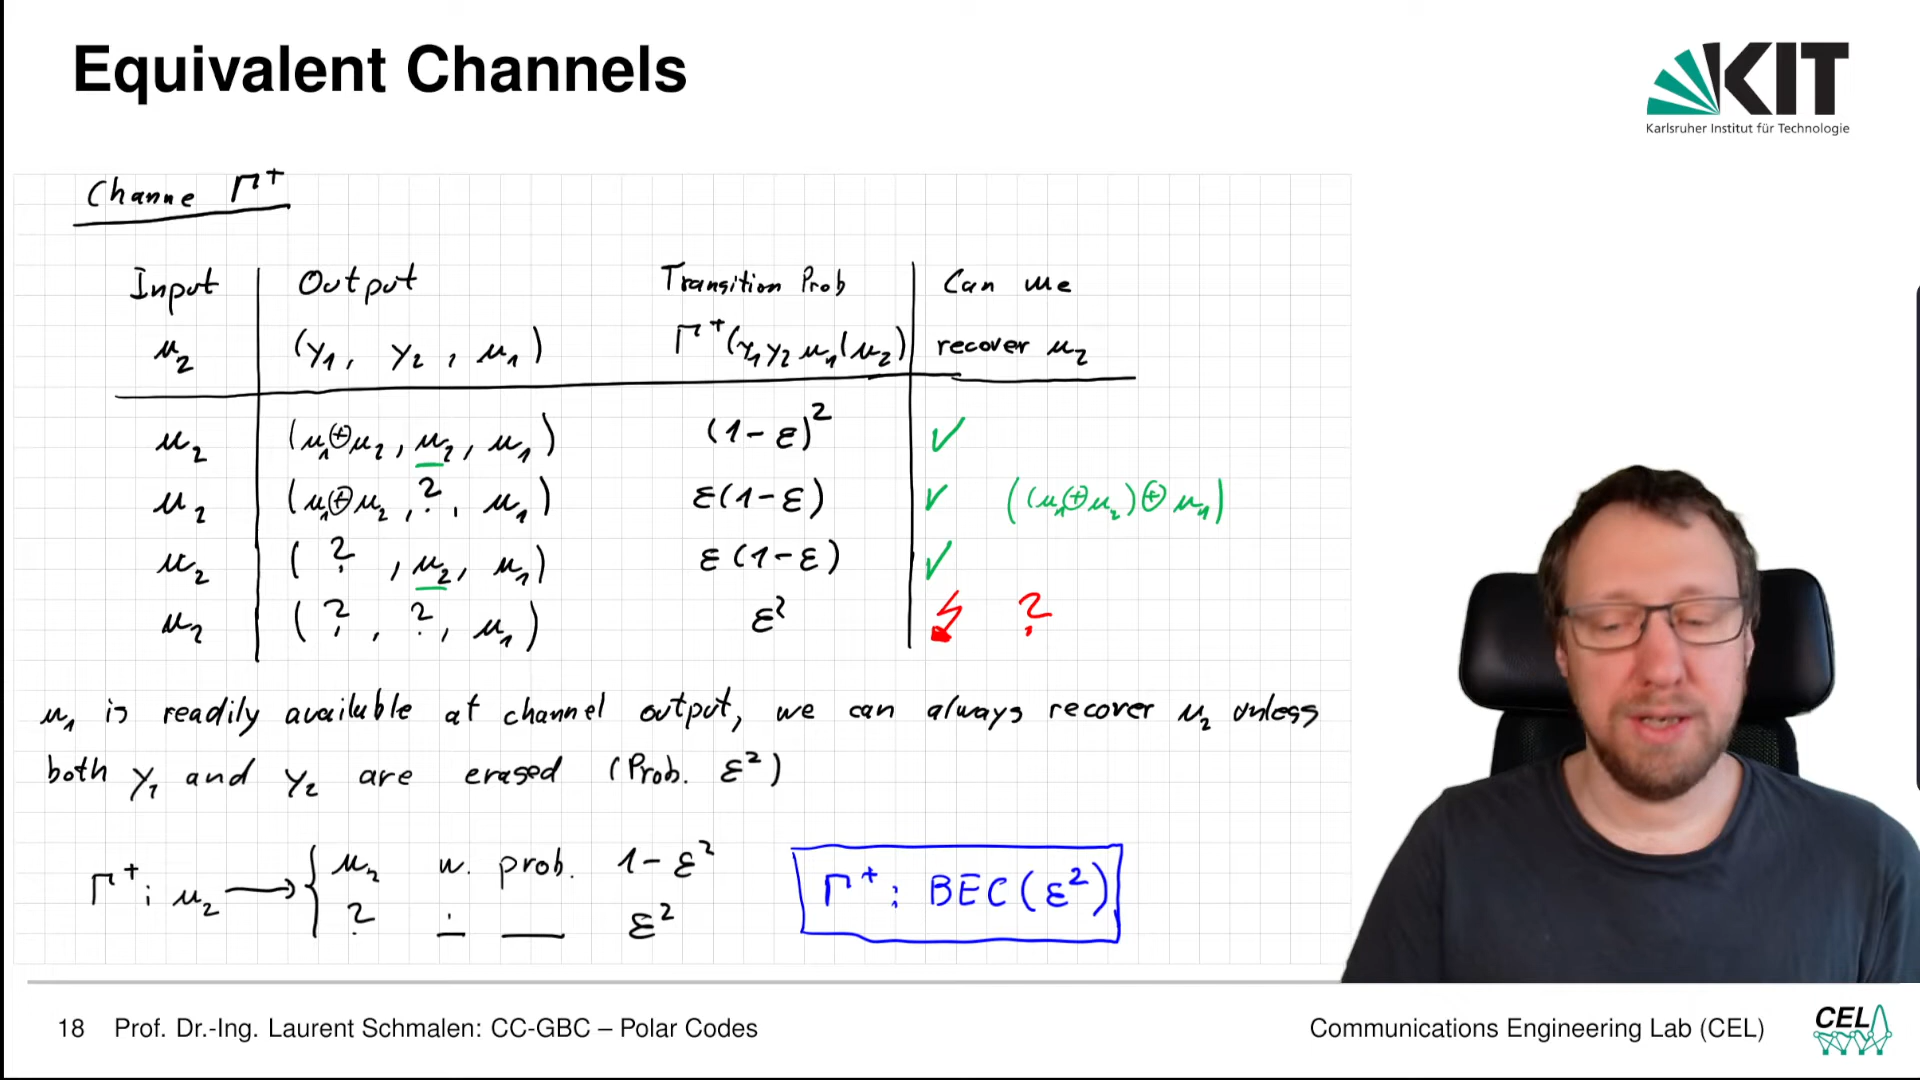 Equivalent Channels
KIT
Karlsruher Institut für Technologie
Channe Γ⁺
Input | Output Transition Prob | Can we
u₂ | (y₁, y₂, u₁) Γ⁺(y₁y₂u₁|u₂) | recover u₂
u₂ | (u₁⊕u₂, u₂, u₁) (1-ε)² | ✓
u₂ | (u₁⊕u₂, ?, u₁) ε(1-ε) | ✓ ((u₁⊕u₂)⊕u₁)
u₂ | (?, u₂, u₁) ε(1-ε) | ✓
u₂ | (?, ?, u₁) ε² | ↯ ?
u₁ is readily available at channel output, we can always recover u₂ unless
both y₁ and y₂ are erased (Prob. ε²)
Γ⁺: u₂ → { u₂ w. prob. 1-ε²
? ∸ — ε²
Γ⁺: BEC(ε²)
18 Prof. Dr.-Ing. Laurent Schmalen: CC-GBC – Polar Codes
Communications Engineering Lab (CEL)
CEL